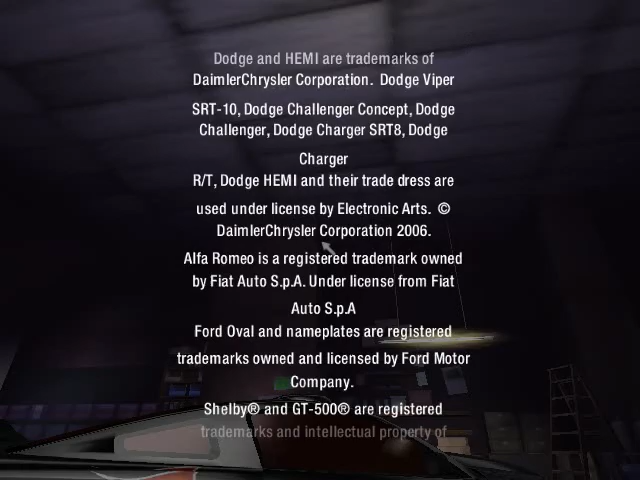 Dodge and HEMI are trademarks of
DaimlerChrysler Corporation. Dodge Viper
SRT-10, Dodge Challenger Concept, Dodge
Challenger, Dodge Charger SRT8, Dodge
Charger
R/T, Dodge HEMI and their trade dress are
used under license by Electronic Arts. ©
DaimlerChrysler Corporation 2006.
Alfa Romeo is a registered trademark owned
by Fiat Auto S.p.A. Under license from Fiat
Auto S.p.A
Ford Oval and nameplates are registered
trademarks owned and licensed by Ford Motor
Company.
Shelby® and GT-500® are registered
trademarks and intellectual property of